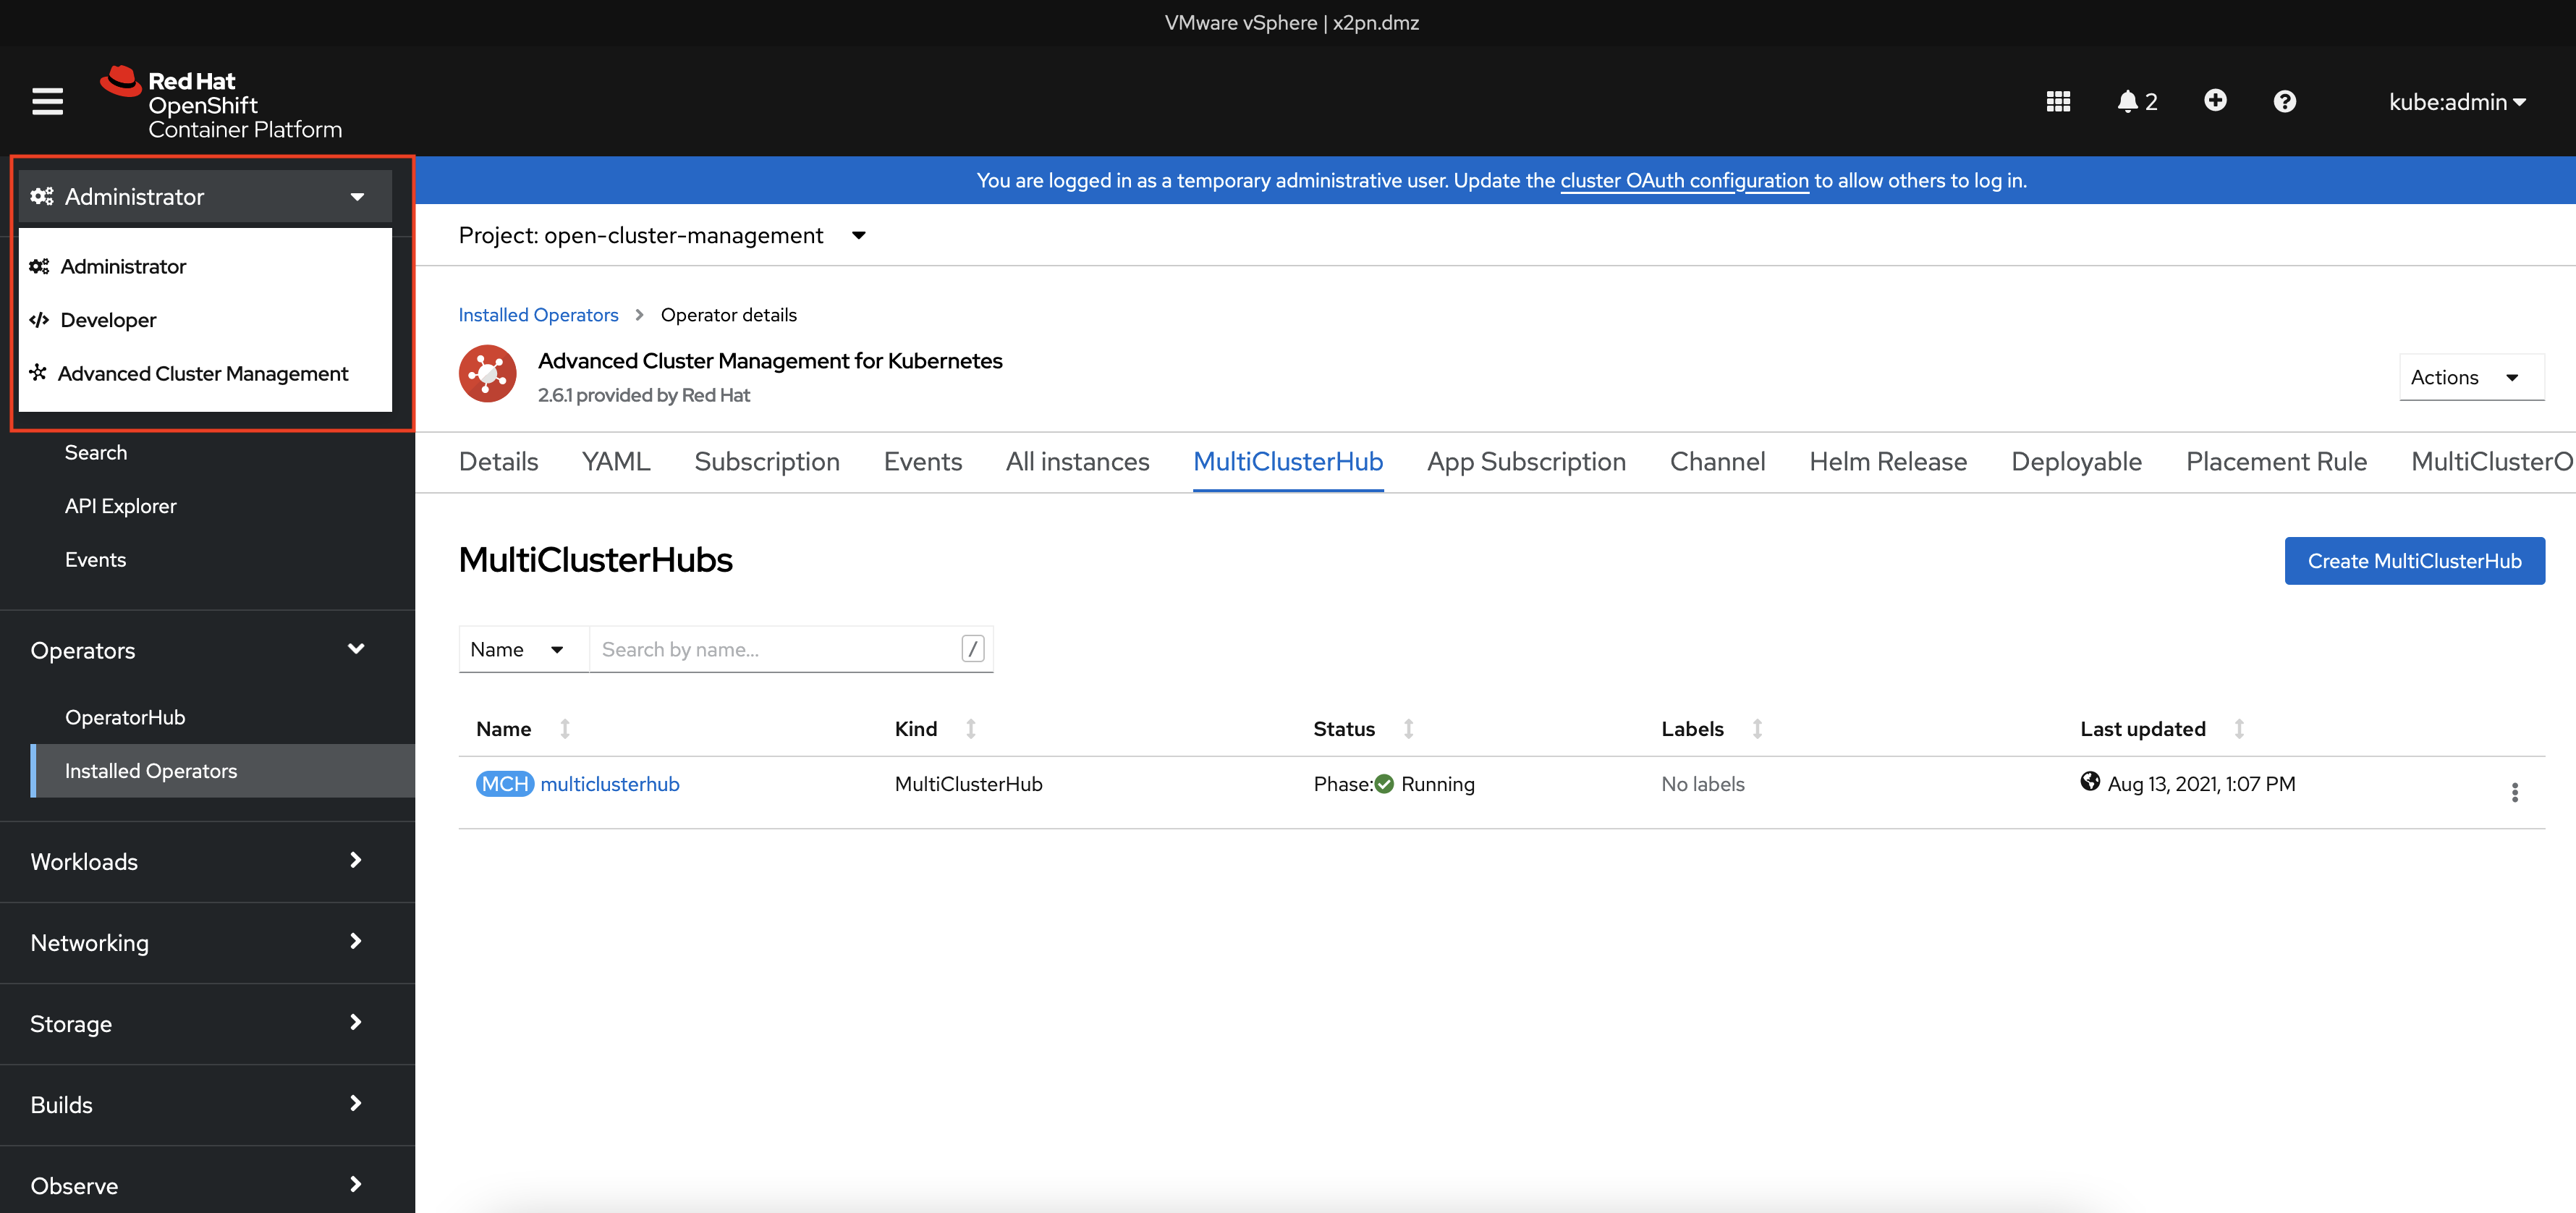 VMware vSphere | x2pn.dmz
Red Hat
OpenShift
Container Platform
2
kube:admin
Administrator
Administrator
Developer
Advanced Cluster Management
Search
API Explorer
Events
Operators
OperatorHub
Installed Operators
Workloads
Networking
Storage
Builds
Observe
You are logged in as a temporary administrative user. Update the cluster OAuth configuration to allow others to log in.
Project: open-cluster-management
Installed Operators > Operator details
Advanced Cluster Management for Kubernetes
2.6.1 provided by Red Hat
Actions
Details YAML Subscription Events All instances MultiClusterHub App Subscription Channel Helm Release Deployable Placement Rule MultiClusterO
MultiClusterHubs
Create MultiClusterHub
Name Search by name... /
Name Kind Status Labels Last updated
MCH multiclusterhub MultiClusterHub Phase: Running No labels Aug 13, 2021, 1:07 PM